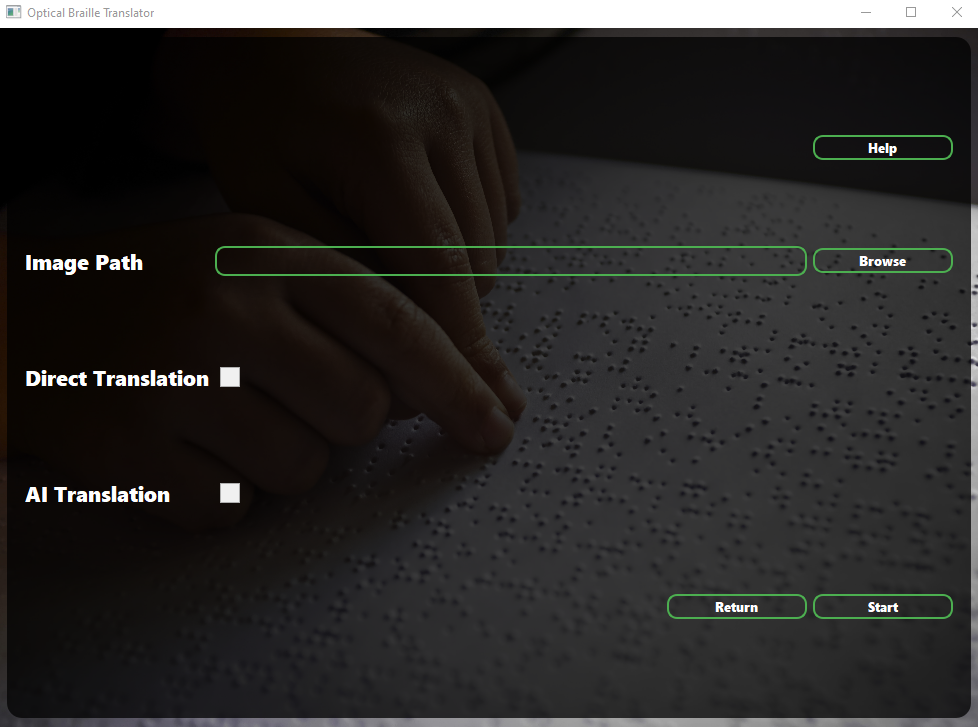 Optical Braille Translator
Help
Image Path
Browse
Direct Translation
AI Translation
Return
Start